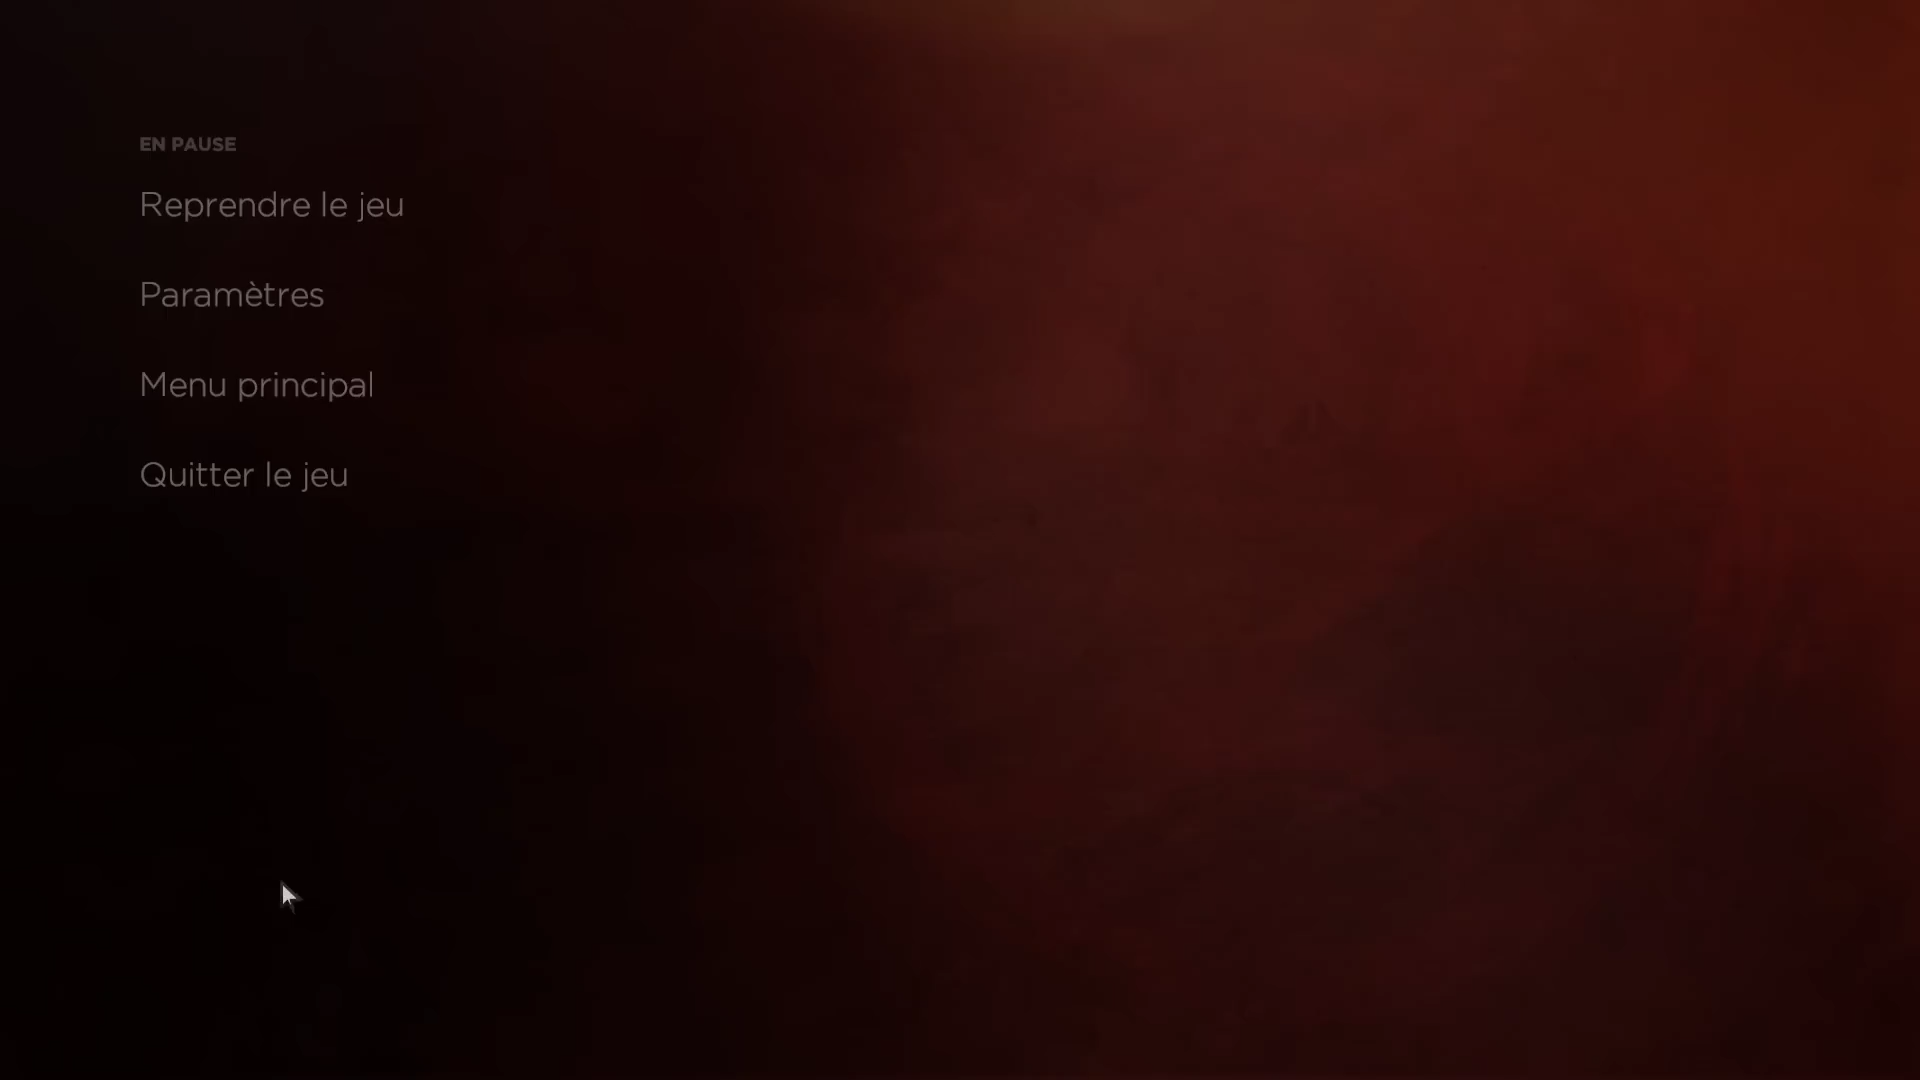 EN PAUSE
Reprendre le jeu
Paramètres
Menu principal
Quitter le jeu